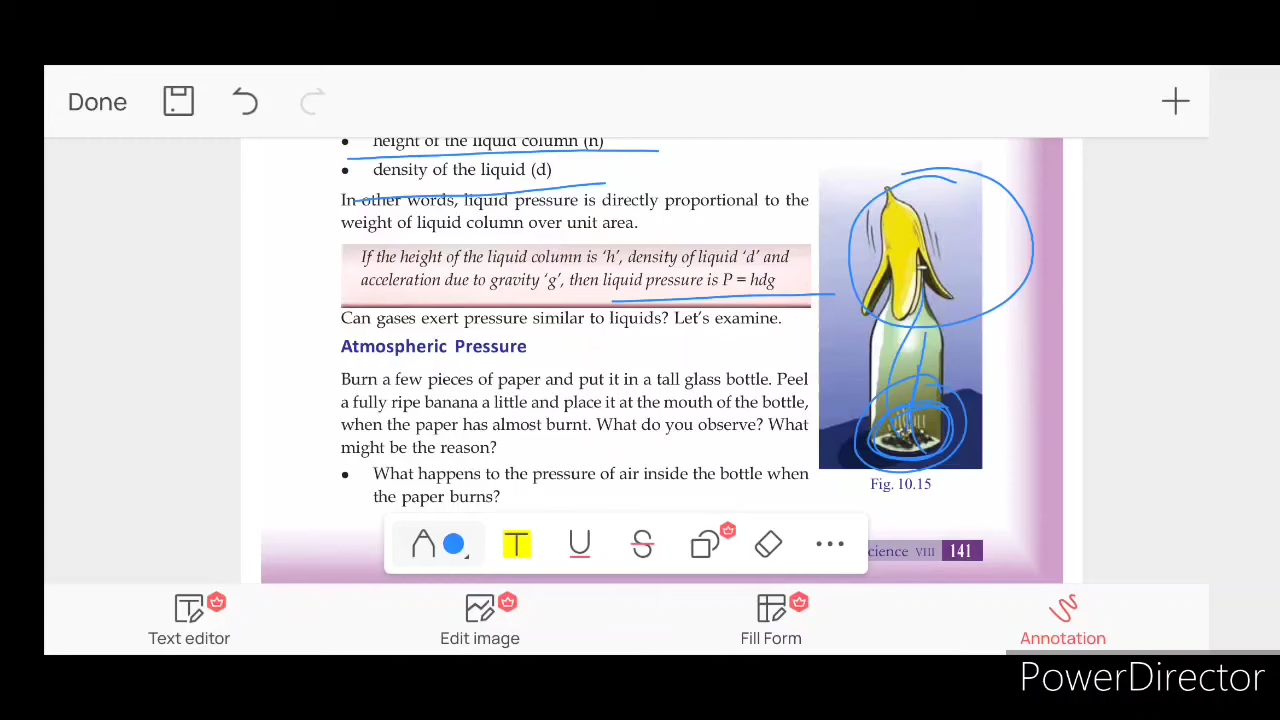 Done
• height of the liquid column (h)
• density of the liquid (d)
In other words, liquid pressure is directly proportional to the
weight of liquid column over unit area.
If the height of the liquid column is ‘h’, density of liquid ‘d’ and
acceleration due to gravity ‘g’, then liquid pressure is P = hdg
Can gases exert pressure similar to liquids? Let’s examine.
Atmospheric Pressure
Burn a few pieces of paper and put it in a tall glass bottle. Peel
a fully ripe banana a little and place it at the mouth of the bottle,
when the paper has almost burnt. What do you observe? What
might be the reason?
• What happens to the pressure of air inside the bottle when
the paper burns?
Fig. 10.15
cience VIII 141
T U S
Text editor
Edit image
Fill Form
Annotation
PowerDirector